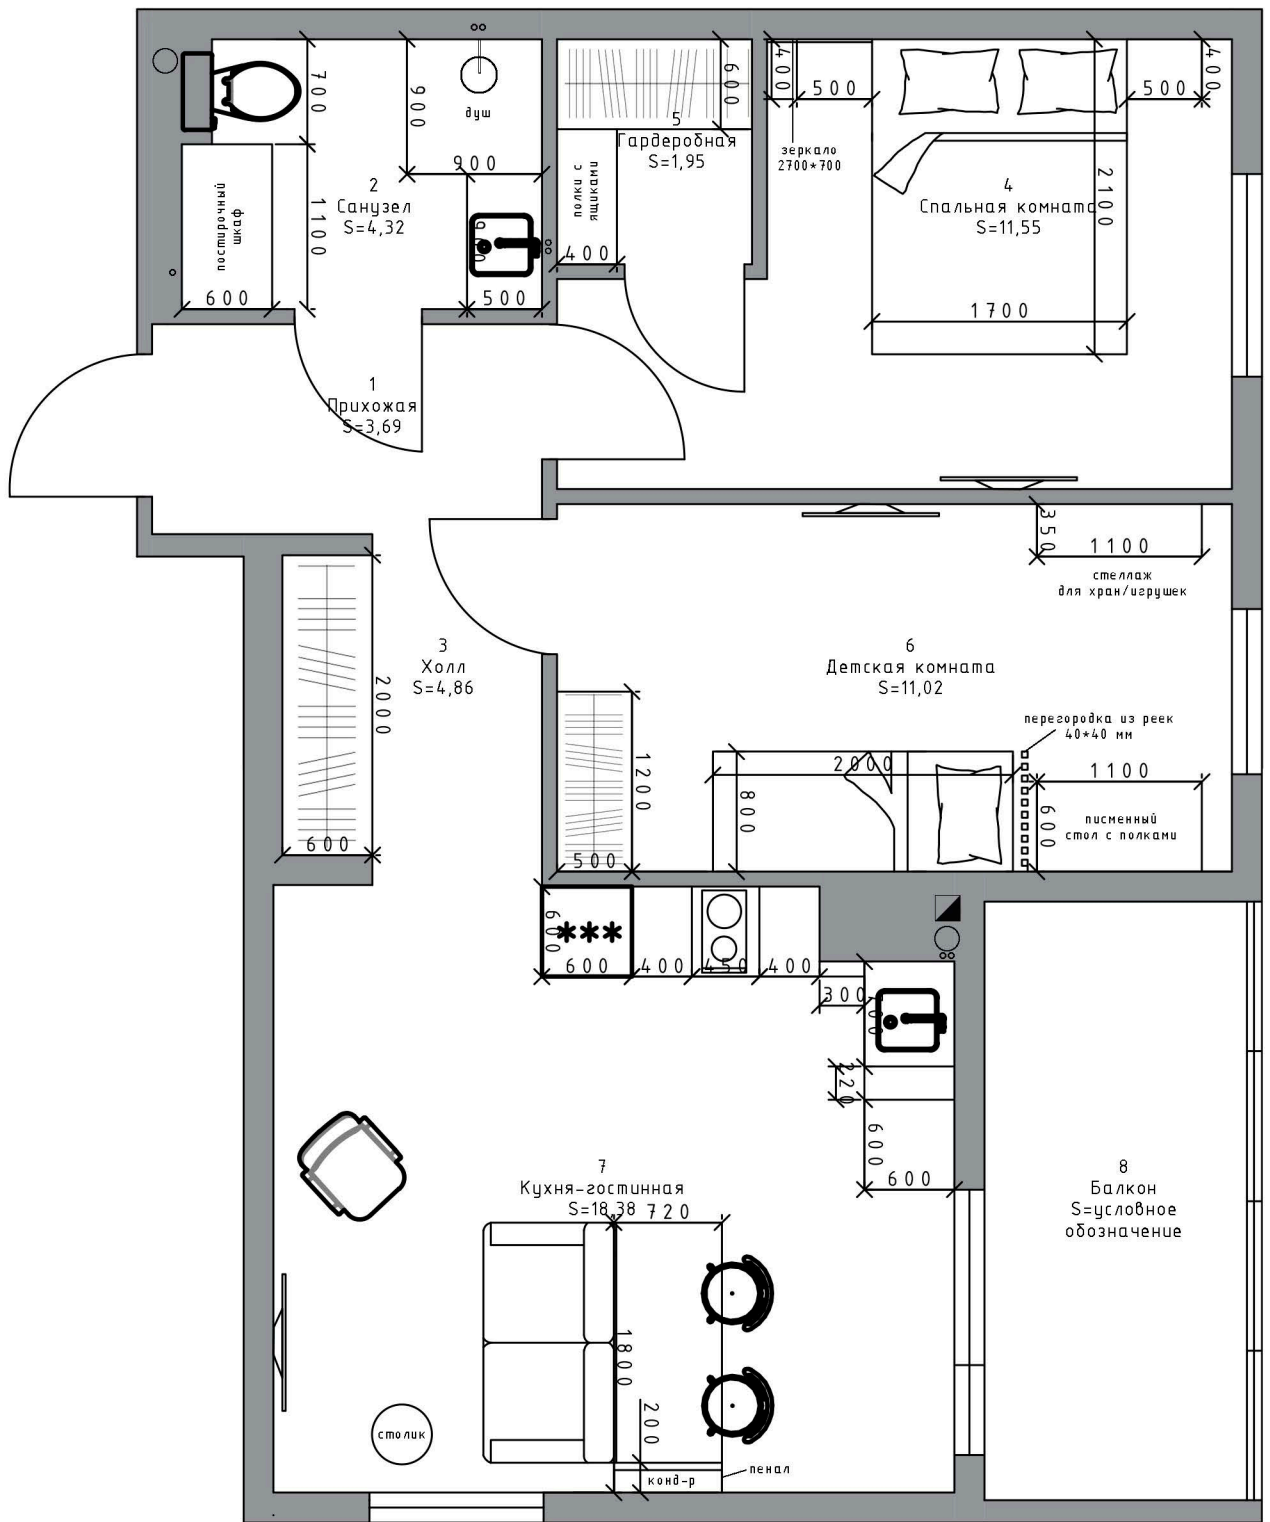 700
900
душ
600
5
Гардеробная
S=1,95
400
500
зеркало
2700*700
500
400
900
2
Санузел
S=4,32
1100
постирочный
шкаф
600
600
500
полки с
ящиками
400
4
Спальная комната
S=11,55
2100
1700
1
Прихожая
S=3,69
350
1100
стеллаж
для хран/игрушек
3
Холл
S=4,86
2000
600
6
Детская комната
S=11,02
перегородка из реек
40*40 мм
1200
500
2000
800
1100
600
писменный
стол с полками
600
***
600
400
450
400
300
700
220
600
600
7
Кухня-гостинная
S=18,38
720
8
Балкон
S=условное
обозначение
1800
200
столик
конд-р
пенал